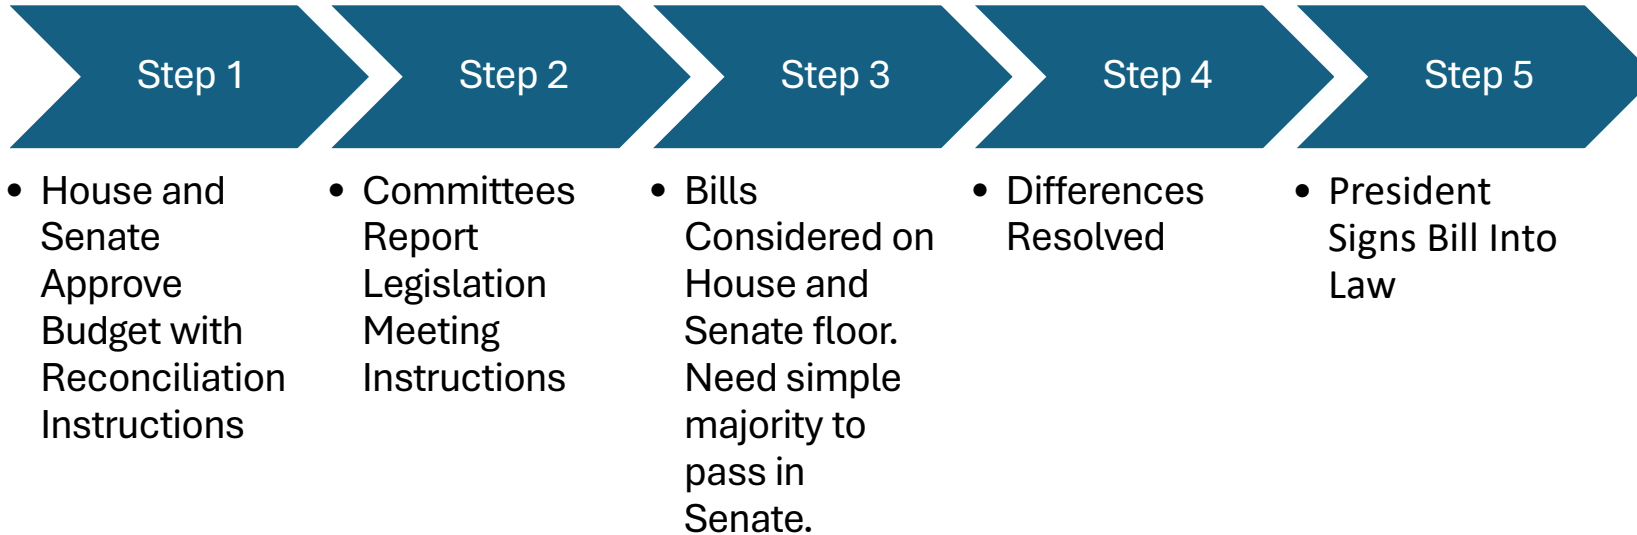 Step 1
Step 2
Step 3
Step 4
Step 5
• House and
Senate
Approve
Budget with
Reconciliation
Instructions
• Committees
Report
Legislation
Meeting
Instructions
• Bills
Considered on
House and
Senate floor.
Need simple
majority to
pass in
Senate.
• Differences
Resolved
• President
Signs Bill Into
Law